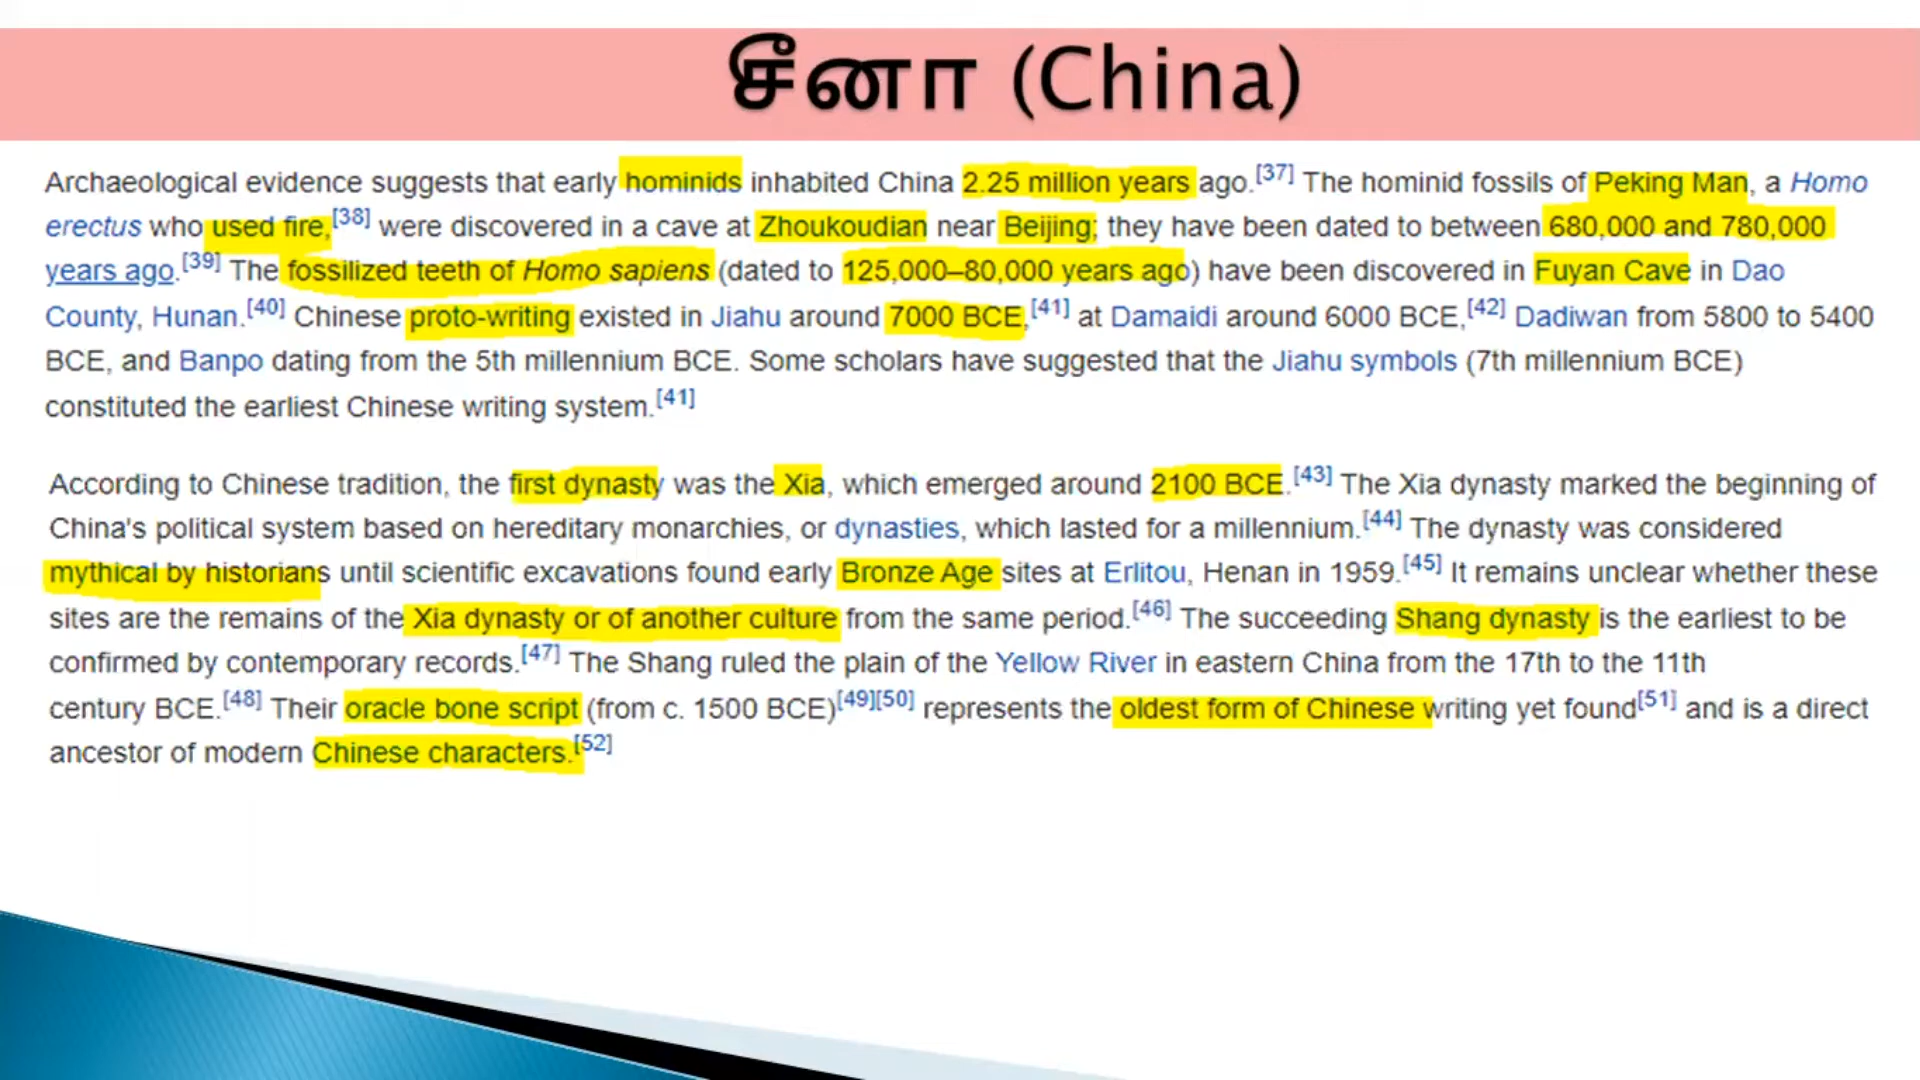 சீனா (China)
Archaeological evidence suggests that early hominids inhabited China 2.25 million years ago.[37] The hominid fossils of Peking Man, a Homo
erectus who used fire,[38] were discovered in a cave at Zhoukoudian near Beijing; they have been dated to between 680,000 and 780,000
years ago.[39] The fossilized teeth of Homo sapiens (dated to 125,000–80,000 years ago) have been discovered in Fuyan Cave in Dao
County, Hunan.[40] Chinese proto-writing existed in Jiahu around 7000 BCE,[41] at Damaidi around 6000 BCE,[42] Dadiwan from 5800 to 5400
BCE, and Banpo dating from the 5th millennium BCE. Some scholars have suggested that the Jiahu symbols (7th millennium BCE)
constituted the earliest Chinese writing system.[41]
According to Chinese tradition, the first dynasty was the Xia, which emerged around 2100 BCE.[43] The Xia dynasty marked the beginning of
China's political system based on hereditary monarchies, or dynasties, which lasted for a millennium.[44] The dynasty was considered
mythical by historians until scientific excavations found early Bronze Age sites at Erlitou, Henan in 1959.[45] It remains unclear whether these
sites are the remains of the Xia dynasty or of another culture from the same period.[46] The succeeding Shang dynasty is the earliest to be
confirmed by contemporary records.[47] The Shang ruled the plain of the Yellow River in eastern China from the 17th to the 11th
century BCE.[48] Their oracle bone script (from c. 1500 BCE)[49][50] represents the oldest form of Chinese writing yet found[51] and is a direct
ancestor of modern Chinese characters.[52]